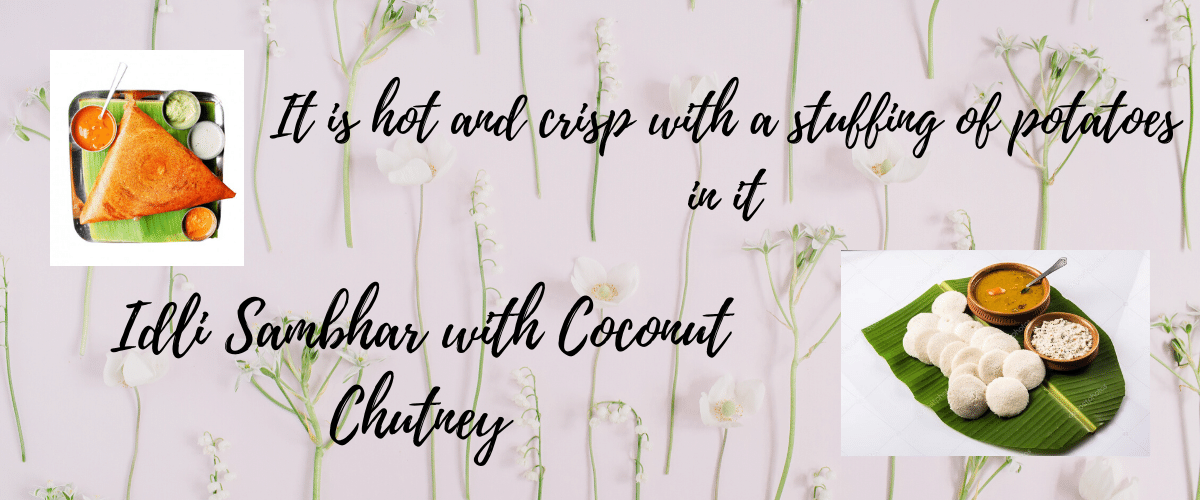 It is hot and crisp with a stuffing of potatoes
in it
Idli Sambhar with Coconut
Chutney